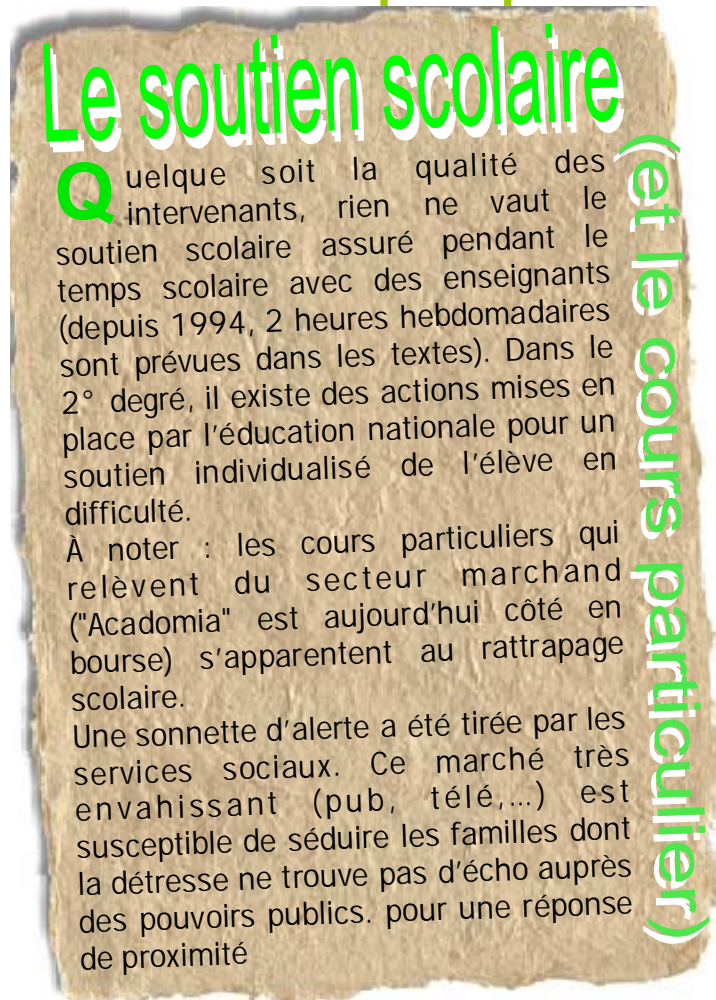 Le soutien scolaire
(et le cours particulier)
Quelque soit la qualité des
intervenants, rien ne vaut le
soutien scolaire assuré pendant le
temps scolaire avec des enseignants
(depuis 1994, 2 heures hebdomadaires
sont prévues dans les textes). Dans le
2° degré, il existe des actions mises en
place par l'éducation nationale pour un
soutien individualisé de l'élève en
difficulté.
À noter : les cours particuliers qui
relèvent du secteur marchand
("Acadomia" est aujourd'hui côté en
bourse) s'apparentent au rattrapage
scolaire.
Une sonnette d'alerte a été tirée par les
services sociaux. Ce marché très
envahissant (pub, télé,...) est
susceptible de séduire les familles dont
la détresse ne trouve pas d'écho auprès
des pouvoirs publics. pour une réponse
de proximité